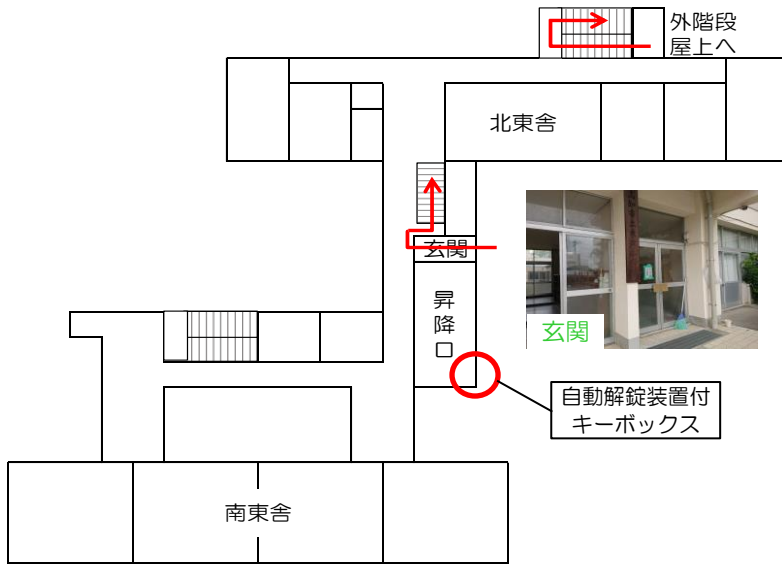 外階段
屋上へ
北東舎
玄関
昇降口
玄関
自動解錠装置付
キーボックス
南東舎